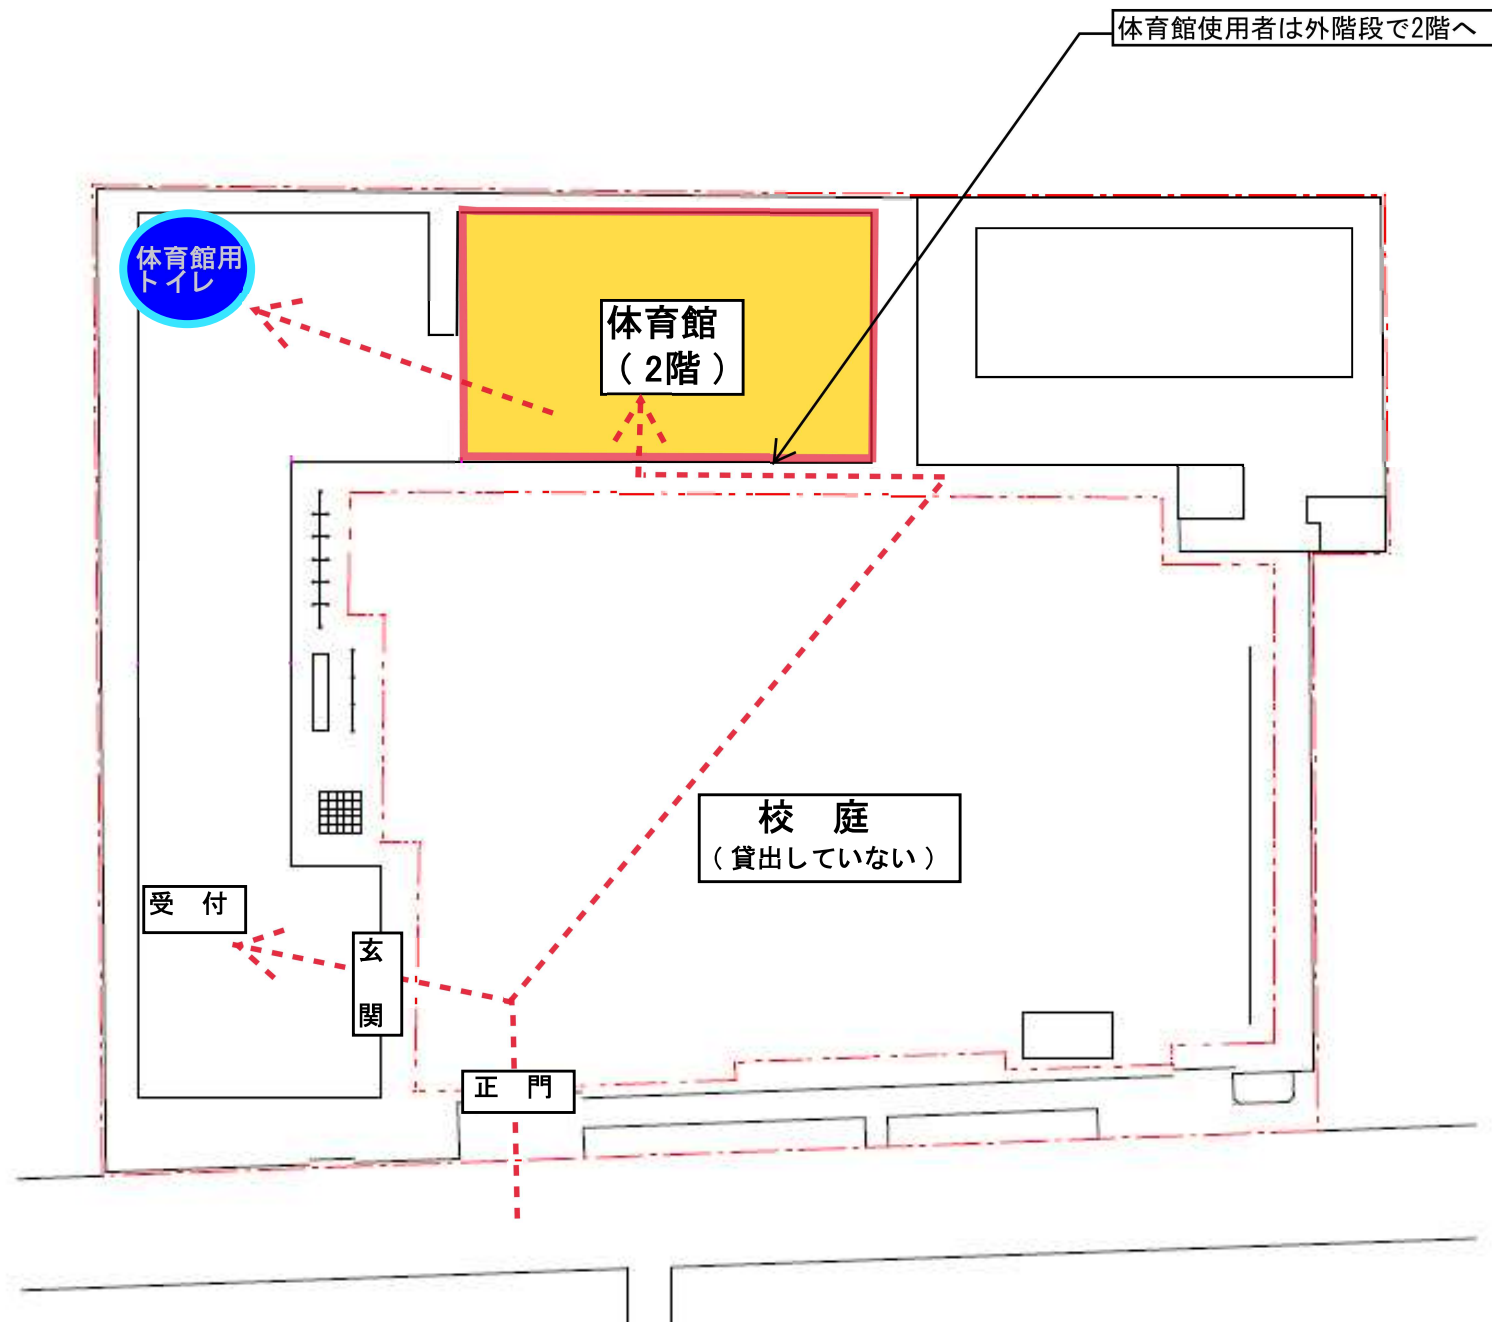 体育館使用者は外階段で2階へ
体育館用
トイレ
体育館
（2階）
校　庭
（貸出していない）
受　付
玄
関
正　門